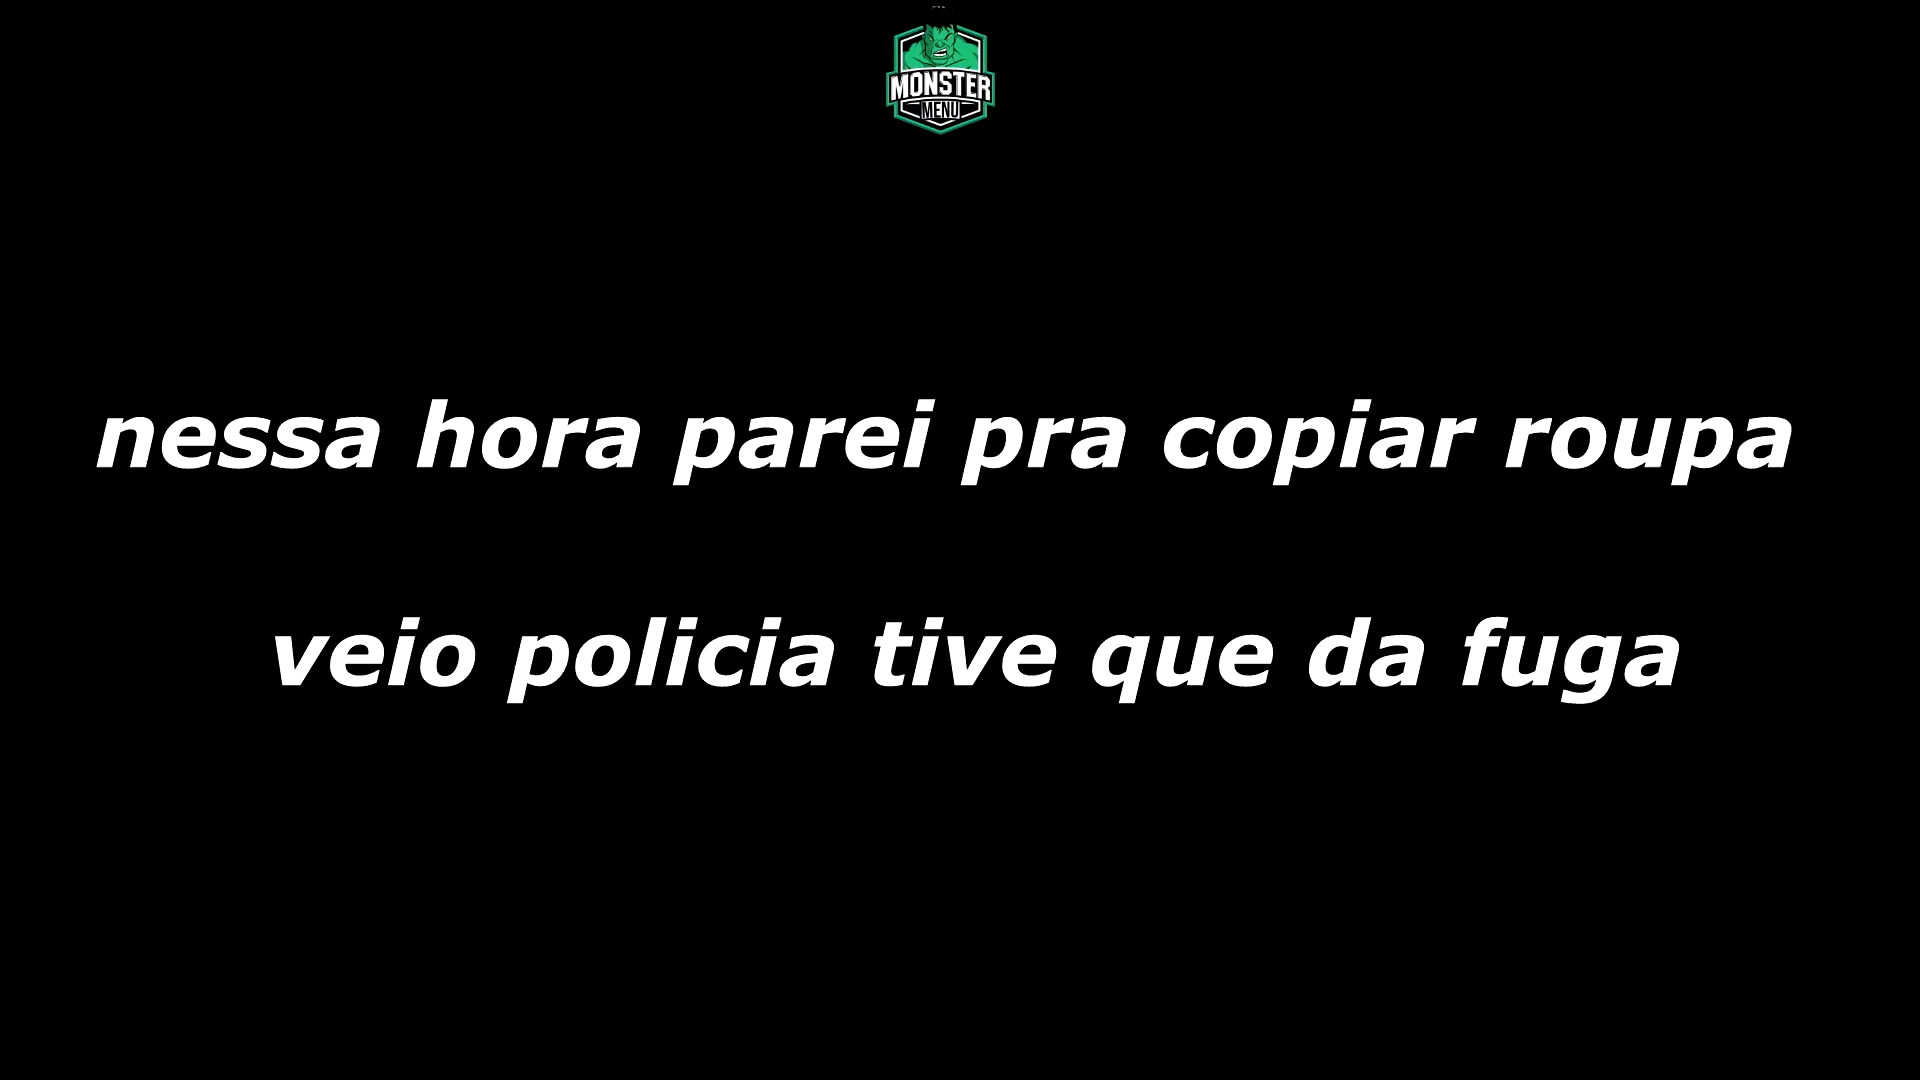 MONSTER
MENU
nessa hora parei pra copiar roupa
veio policia tive que da fuga